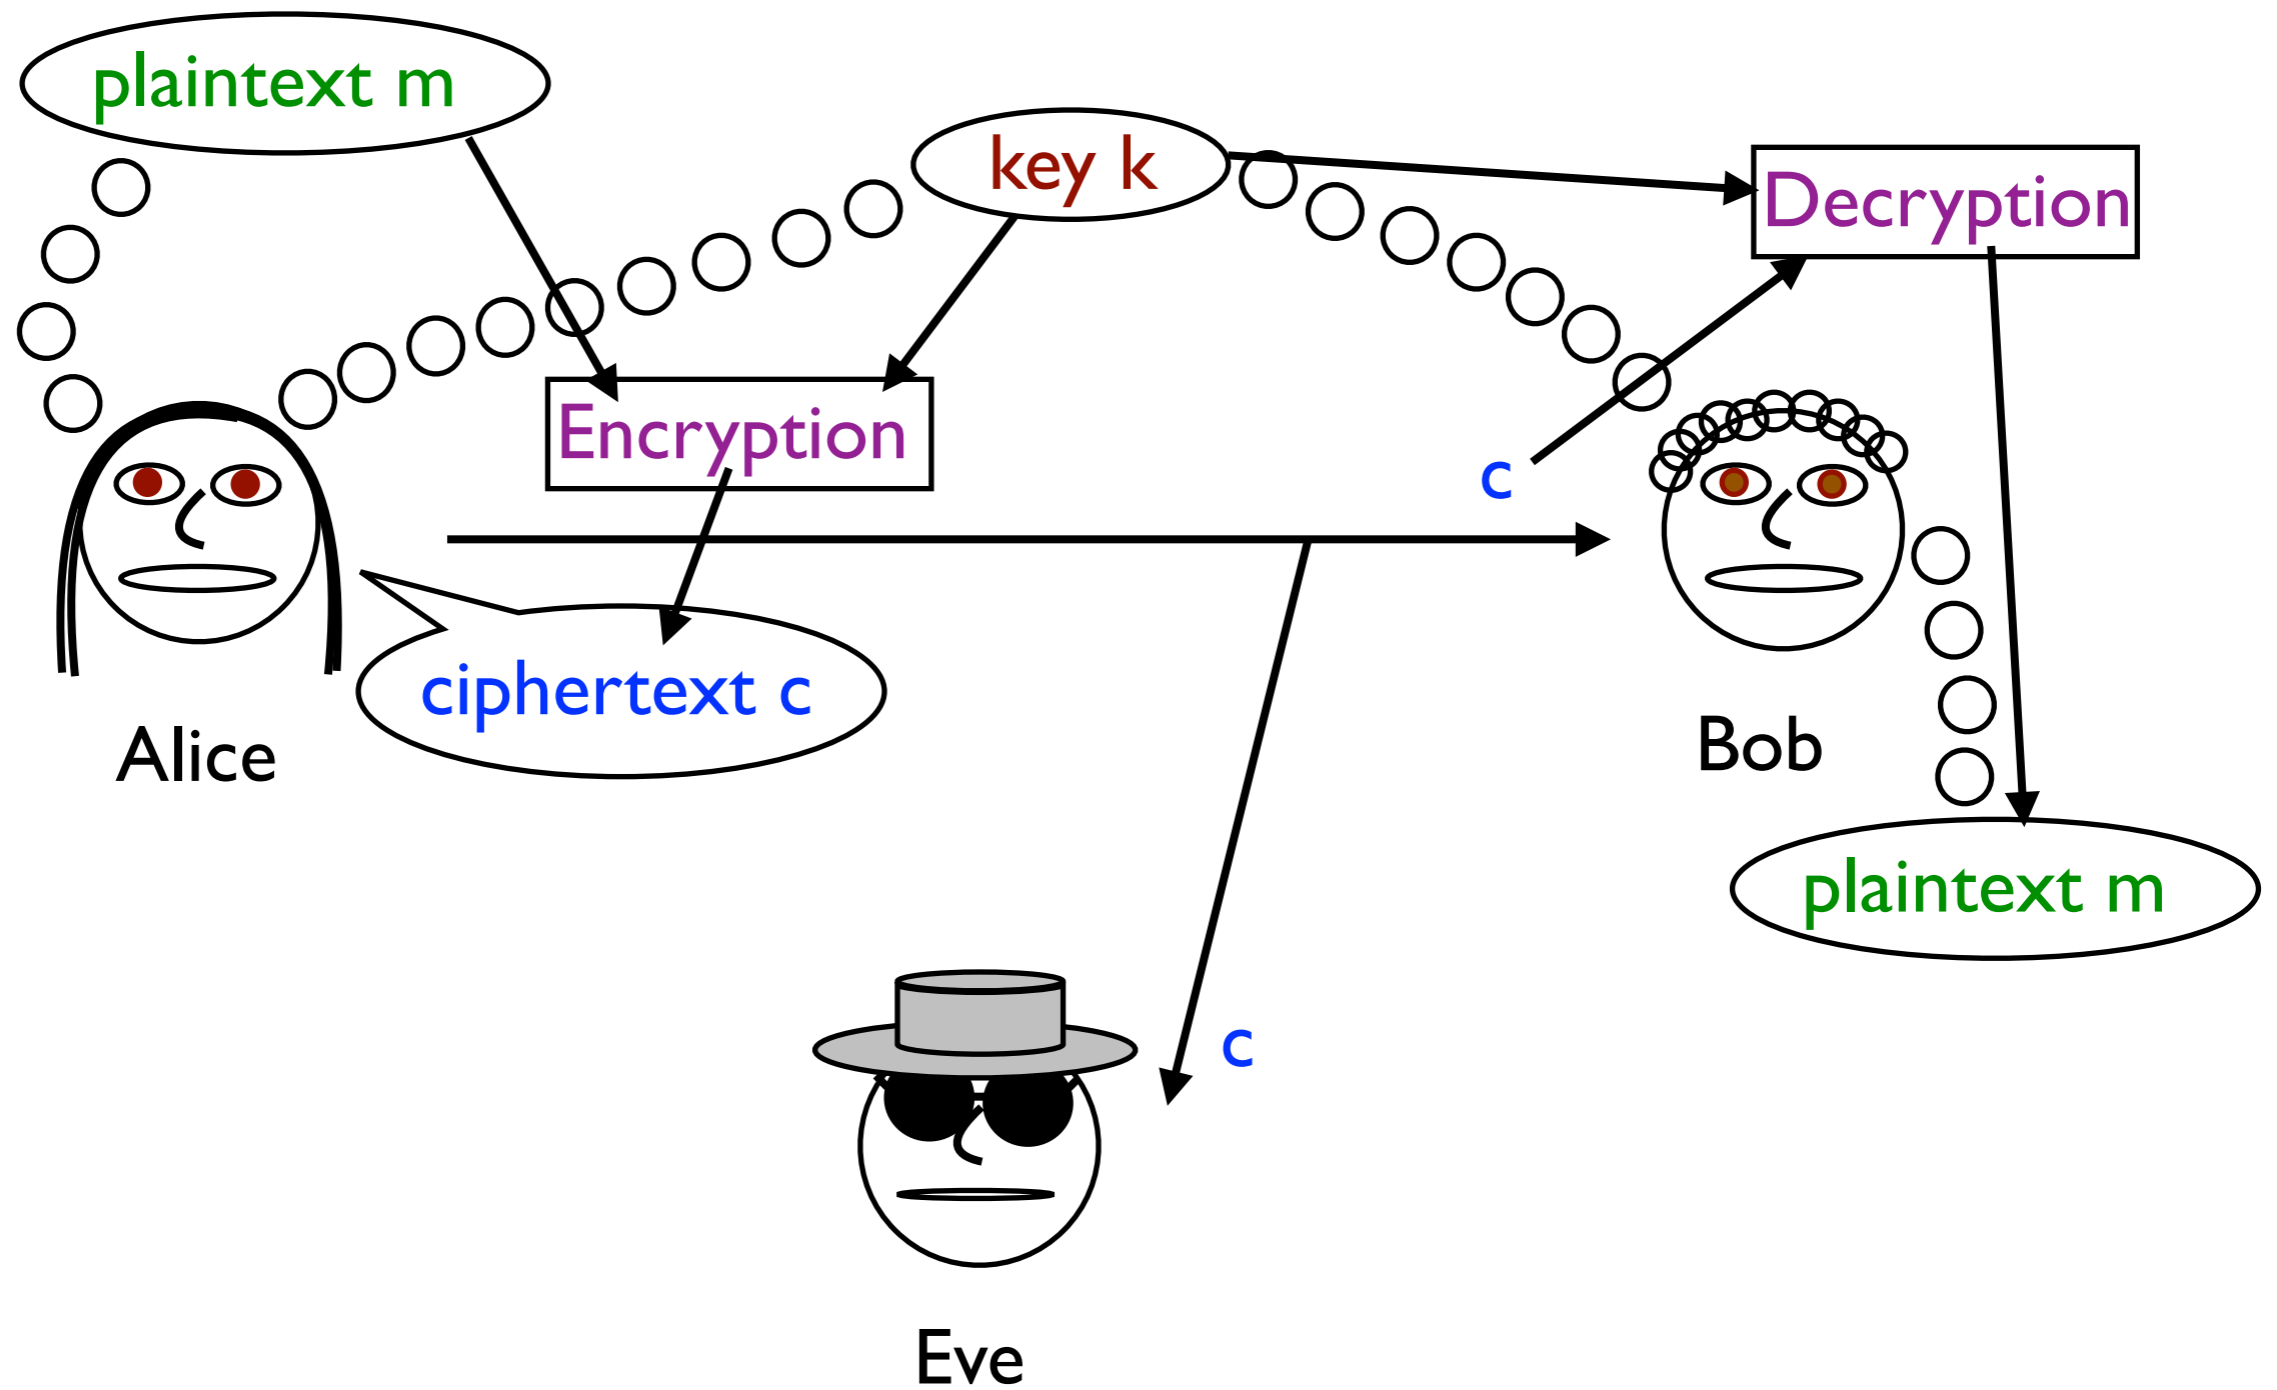 plaintext m
key k
Decryption
Encryption
c
ciphertext c
Alice
Bob
plaintext m
c
Eve